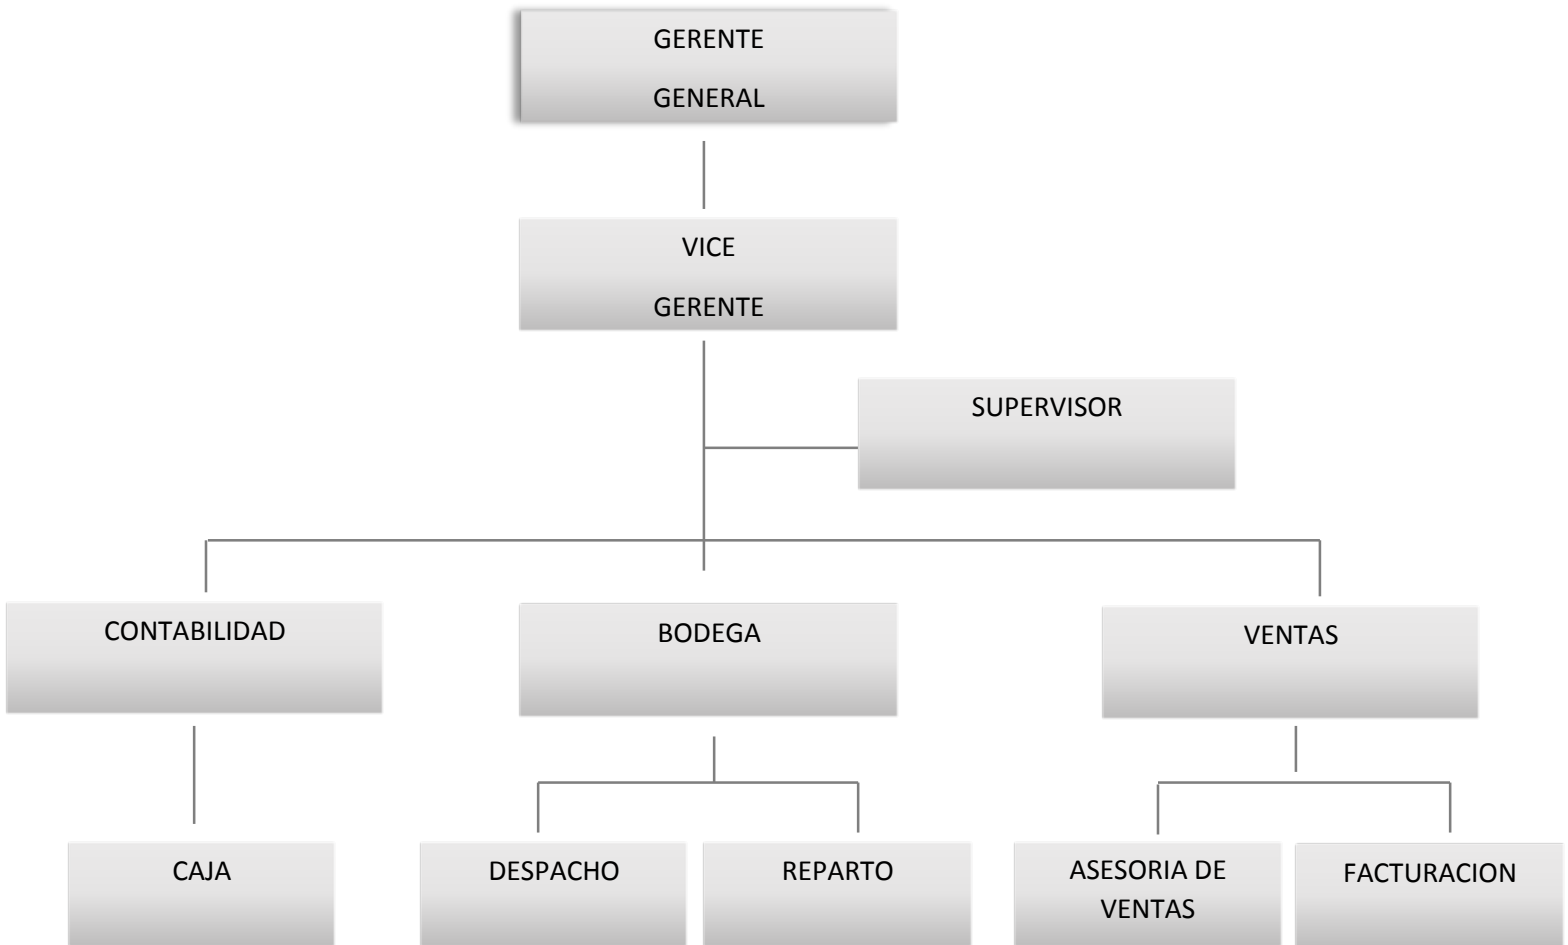 GERENTE
GENERAL
VICE
GERENTE
SUPERVISOR
CONTABILIDAD
BODEGA
VENTAS
CAJA
DESPACHO
REPARTO
ASESORIA DE
VENTAS
FACTURACION